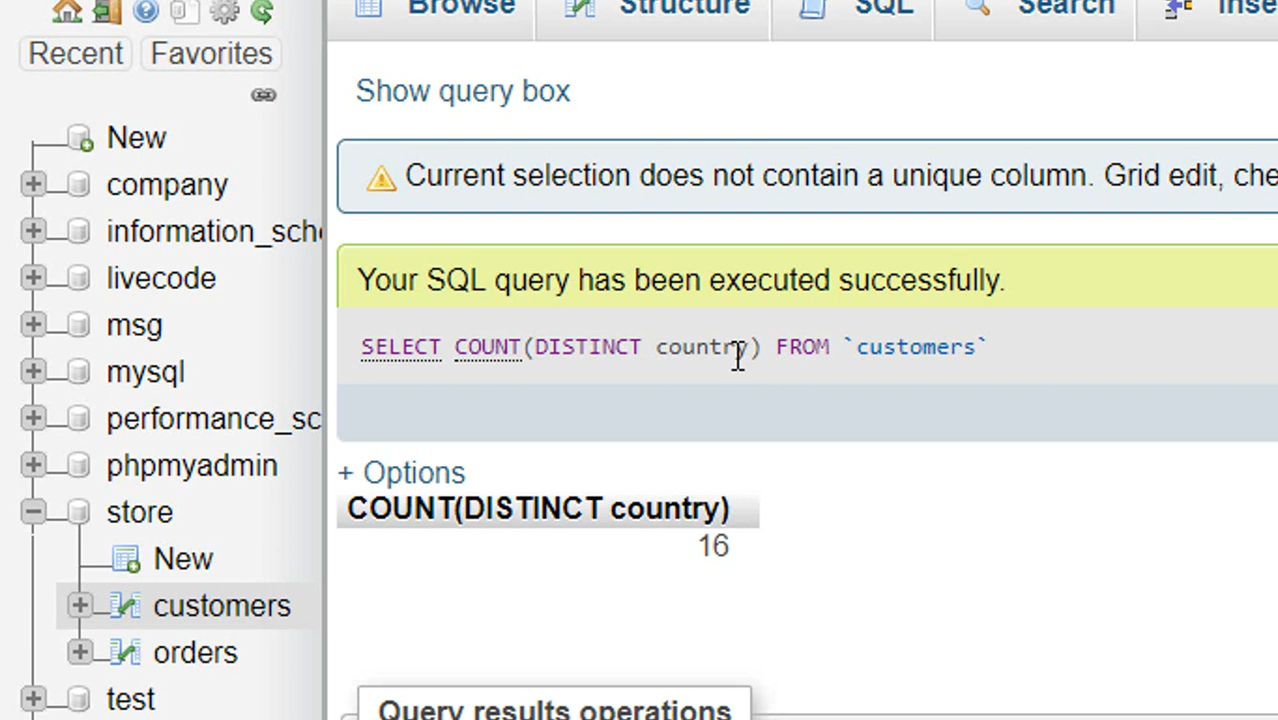 Browse Structure SQL Search Inse
Recent Favorites
Show query box
New
company
information_sche
livecode
msg
mysql
performance_sc
phpmyadmin
store
New
customers
orders
test
Current selection does not contain a unique column. Grid edit, che
Your SQL query has been executed successfully.
SELECT COUNT(DISTINCT country) FROM `customers`
+ Options
COUNT(DISTINCT country)
16
Query results operations